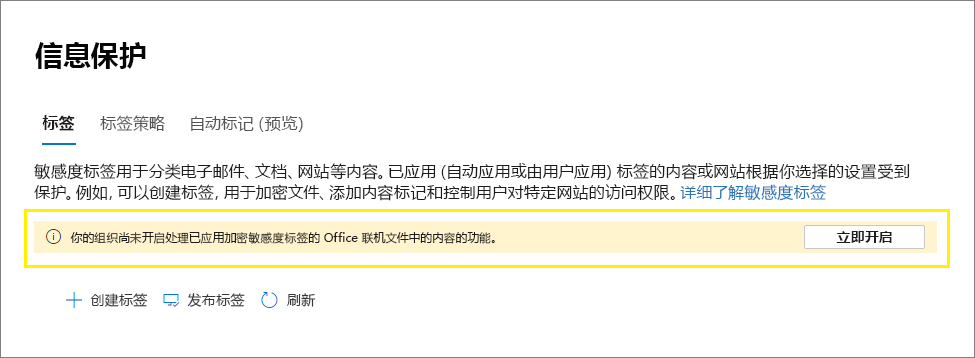 信息保护
标签 标签策略 自动标记 (预览)
敏感度标签用于分类电子邮件、文档、网站等内容。已应用 (自动应用或由用户应用) 标签的内容或网站根据你选择的设置受到
保护。例如, 可以创建标签, 用于加密文件、添加内容标记和控制用户对特定网站的访问权限。详细了解敏感度标签
你的组织尚未开启处理已应用加密敏感度标签的 Office 联机文件中的内容的功能。 立即开启
创建标签 发布标签 刷新